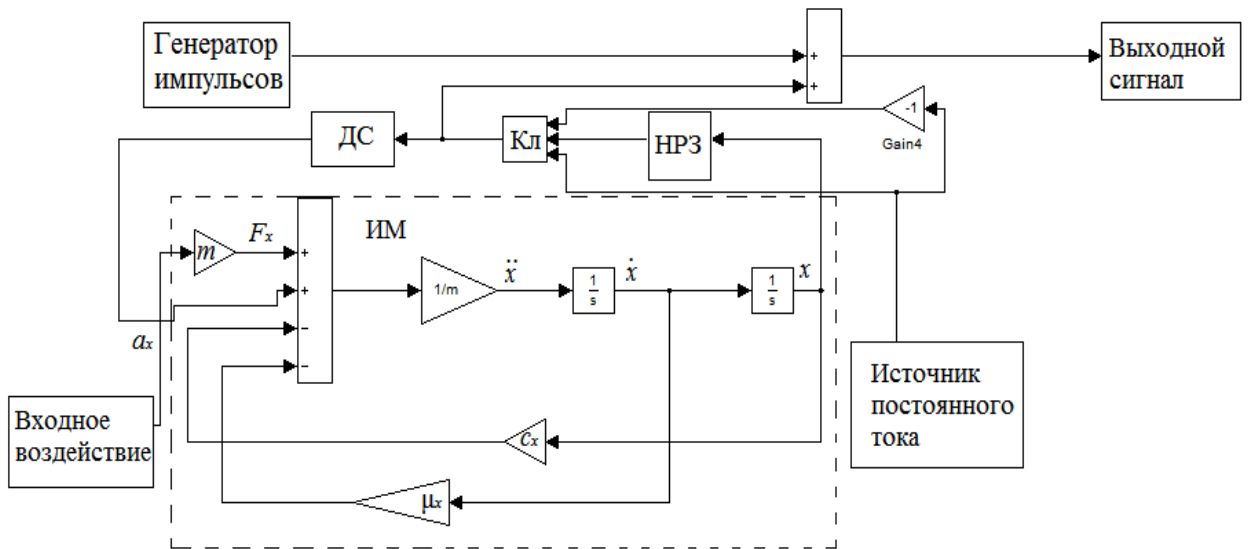 Генератор
импульсов
+
+
Выходной
сигнал
-1
Gain4
ДС
Кл
НРЗ
ИМ
m
Fₓ
+
+
−
−
1/m
ẍ
1
s
ẋ
1
s
x
aₓ
Входное
воздействие
cₓ
μₓ
Источник
постоянного
тока